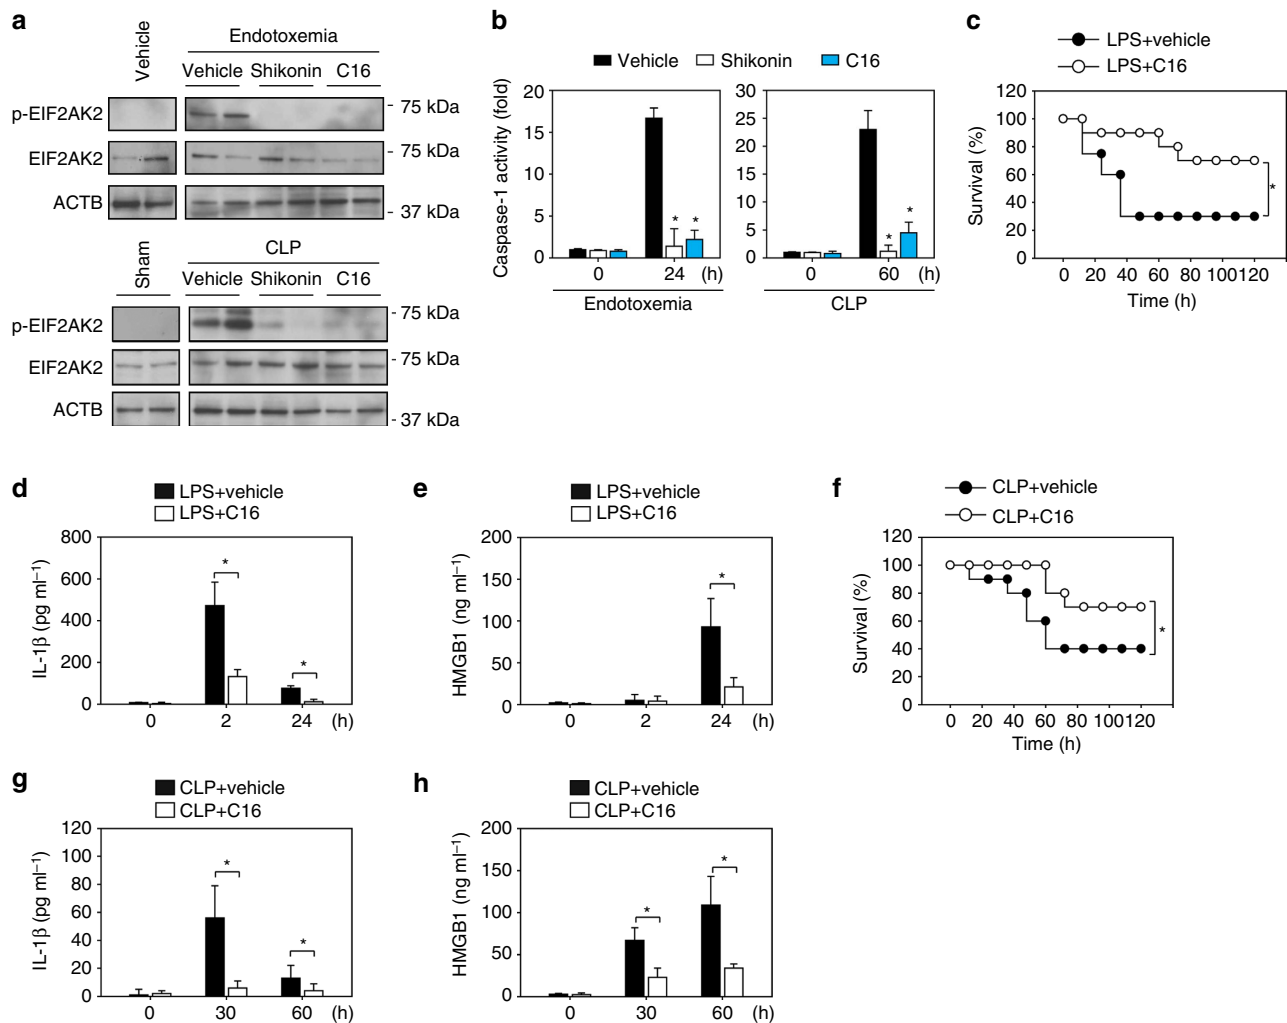 a
Vehicle
Endotoxemia
Vehicle Shikonin C16
p-EIF2AK2
- 75 kDa
EIF2AK2
- 75 kDa
ACTB
- 37 kDa
Sham
CLP
Vehicle Shikonin C16
p-EIF2AK2
- 75 kDa
EIF2AK2
- 75 kDa
ACTB
- 37 kDa
b
Vehicle Shikonin C16
Caspase-1 activity (fold)
20
15
10
5
0
* *
0 24 (h)
Endotoxemia
30
25
20
15
10
5
0
* *
0 60 (h)
CLP
c
LPS+vehicle
LPS+C16
Survival (%)
120
100
80
60
40
20
0
*
0 20 40 60 80 100 120
Time (h)
d
LPS+vehicle
LPS+C16
IL-1β (pg ml−1)
800
600
400
200
0
* *
0 2 24 (h)
e
LPS+vehicle
LPS+C16
HMGB1 (ng ml−1)
200
150
100
50
0
*
0 2 24 (h)
f
CLP+vehicle
CLP+C16
Survival (%)
120
100
80
60
40
20
0
*
0 20 40 60 80 100 120
Time (h)
g
CLP+vehicle
CLP+C16
IL-1β (pg ml−1)
120
100
80
60
40
20
0
* *
0 30 60 (h)
h
CLP+vehicle
CLP+C16
HMGB1 (ng ml−1)
200
150
100
50
0
* *
0 30 60 (h)